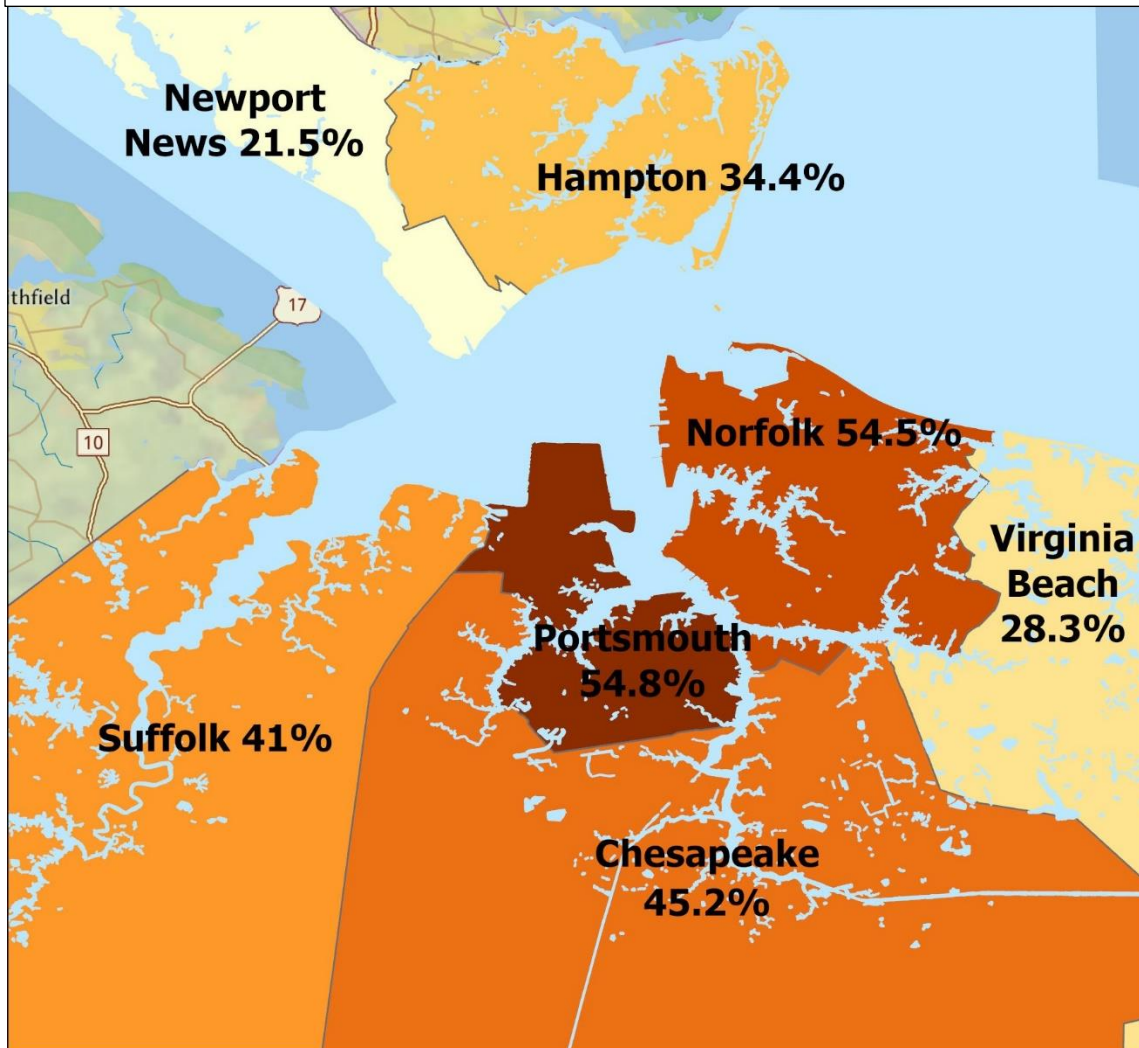 Newport
News 21.5%
Hampton 34.4%
thfield
17
10
Norfolk 54.5%
Virginia
Beach
28.3%
Portsmouth
54.8%
Suffolk 41%
Chesapeake
45.2%